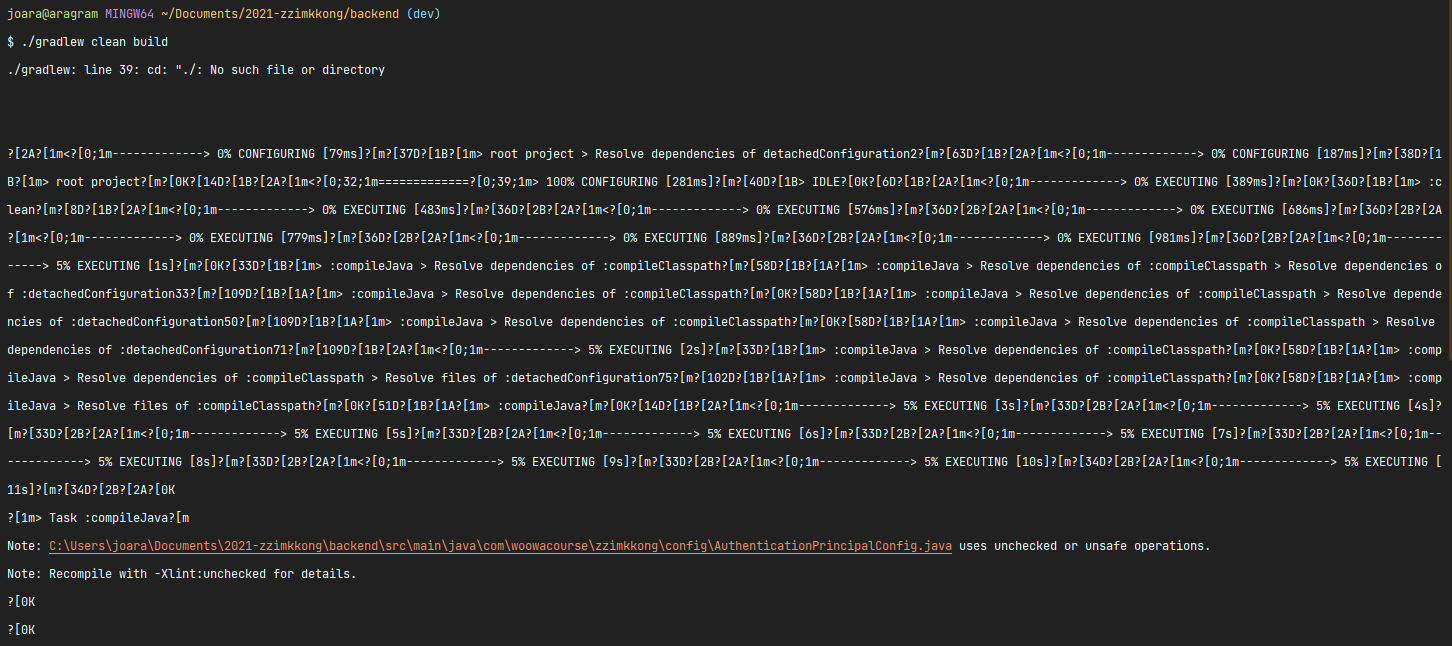 joara@aragram MINGW64 ~/Documents/2021-zzimkkong/backend (dev)
$ ./gradlew clean build
./gradlew: line 39: cd: "./: No such file or directory
?[2A?[1m<?[0;1m-------------> 0% CONFIGURING [79ms]?[m?[37D?[1B?[1m> root project > Resolve dependencies of detachedConfiguration2?[m?[63D?[1B?[2A?[1m<?[0;1m-------------> 0% CONFIGURING [187ms]?[m?[38D?[1
B?[1m> root project?[m?[0K?[14D?[1B?[2A?[1m<?[0;32;1m=============?[0;39;1m> 100% CONFIGURING [281ms]?[m?[40D?[1B> IDLE?[0K?[6D?[1B?[2A?[1m<?[0;1m-------------> 0% EXECUTING [389ms]?[m?[0K?[36D?[1B?[1m> :c
lean?[m?[8D?[1B?[2A?[1m<?[0;1m-------------> 0% EXECUTING [483ms]?[m?[36D?[2B?[2A?[1m<?[0;1m-------------> 0% EXECUTING [576ms]?[m?[36D?[2B?[2A?[1m<?[0;1m-------------> 0% EXECUTING [686ms]?[m?[36D?[2B?[2A
?[1m<?[0;1m-------------> 0% EXECUTING [779ms]?[m?[36D?[2B?[2A?[1m<?[0;1m-------------> 0% EXECUTING [889ms]?[m?[36D?[2B?[2A?[1m<?[0;1m-------------> 0% EXECUTING [981ms]?[m?[36D?[2B?[2A?[1m<?[0;1m--------
-----> 5% EXECUTING [1s]?[m?[0K?[33D?[1B?[1m> :compileJava > Resolve dependencies of :compileClasspath?[m?[58D?[1B?[1A?[1m> :compileJava > Resolve dependencies of :compileClasspath > Resolve dependencies o
f :detachedConfiguration33?[m?[109D?[1B?[1A?[1m> :compileJava > Resolve dependencies of :compileClasspath?[m?[0K?[58D?[1B?[1A?[1m> :compileJava > Resolve dependencies of :compileClasspath > Resolve depende
ncies of :detachedConfiguration50?[m?[109D?[1B?[1A?[1m> :compileJava > Resolve dependencies of :compileClasspath?[m?[0K?[58D?[1B?[1A?[1m> :compileJava > Resolve dependencies of :compileClasspath > Resolve
dependencies of :detachedConfiguration71?[m?[109D?[1B?[2A?[1m<?[0;1m-------------> 5% EXECUTING [2s]?[m?[33D?[1B?[1m> :compileJava > Resolve dependencies of :compileClasspath?[m?[0K?[58D?[1B?[1A?[1m> :comp
ileJava > Resolve dependencies of :compileClasspath > Resolve files of :detachedConfiguration75?[m?[102D?[1B?[1A?[1m> :compileJava > Resolve dependencies of :compileClasspath?[m?[0K?[58D?[1B?[1A?[1m> :comp
ileJava > Resolve files of :compileClasspath?[m?[0K?[51D?[1B?[1A?[1m> :compileJava?[m?[0K?[14D?[1B?[2A?[1m<?[0;1m-------------> 5% EXECUTING [3s]?[m?[33D?[2B?[2A?[1m<?[0;1m-------------> 5% EXECUTING [4s]?
[m?[33D?[2B?[2A?[1m<?[0;1m-------------> 5% EXECUTING [5s]?[m?[33D?[2B?[2A?[1m<?[0;1m-------------> 5% EXECUTING [6s]?[m?[33D?[2B?[2A?[1m<?[0;1m-------------> 5% EXECUTING [7s]?[m?[33D?[2B?[2A?[1m<?[0;1m--
-----------> 5% EXECUTING [8s]?[m?[33D?[2B?[2A?[1m<?[0;1m-------------> 5% EXECUTING [9s]?[m?[33D?[2B?[2A?[1m<?[0;1m-------------> 5% EXECUTING [10s]?[m?[34D?[2B?[2A?[1m<?[0;1m-------------> 5% EXECUTING [
11s]?[m?[34D?[2B?[2A?[0K
?[1m> Task :compileJava?[m
Note: C:\Users\joara\Documents\2021-zzimkkong\backend\src\main\java\com\woowacourse\zzimkkong\config\AuthenticationPrincipalConfig.java uses unchecked or unsafe operations.
Note: Recompile with -Xlint:unchecked for details.
?[0K
?[0K